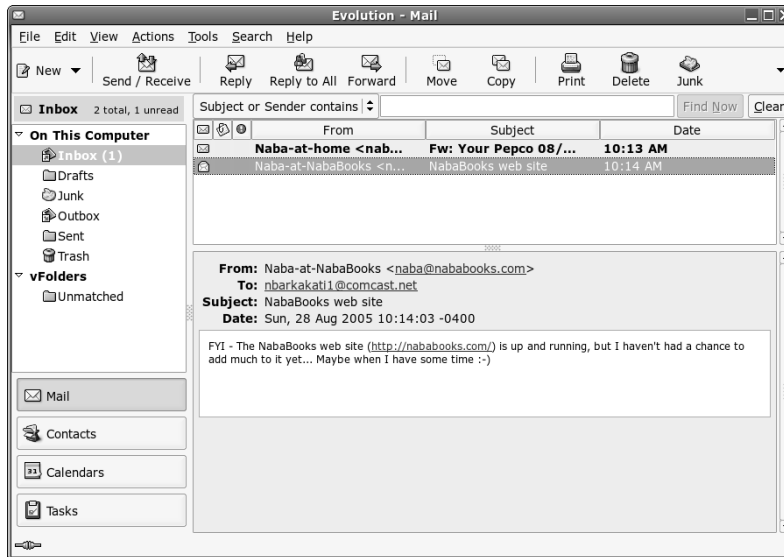 Evolution - Mail
File Edit View Actions Tools Search Help
New Send / Receive Reply Reply to All Forward Move Copy Print Delete Junk
Inbox 2 total, 1 unread Subject or Sender contains Find Now Clear
On This Computer
Inbox (1)
Drafts
Junk
Outbox
Sent
Trash
vFolders
Unmatched
From Subject Date
Naba-at-home <nab... Fw: Your Pepco 08/... 10:13 AM
Naba-at-NabaBooks <n... NabaBooks web site 10:14 AM
From: Naba-at-NabaBooks <naba@nababooks.com>
To: nbarkakati1@comcast.net
Subject: NabaBooks web site
Date: Sun, 28 Aug 2005 10:14:03 -0400
FYI - The NabaBooks web site (http://nababooks.com/) is up and running, but I haven't had a chance to
add much to it yet... Maybe when I have some time :-)
Mail
Contacts
31 Calendars
Tasks